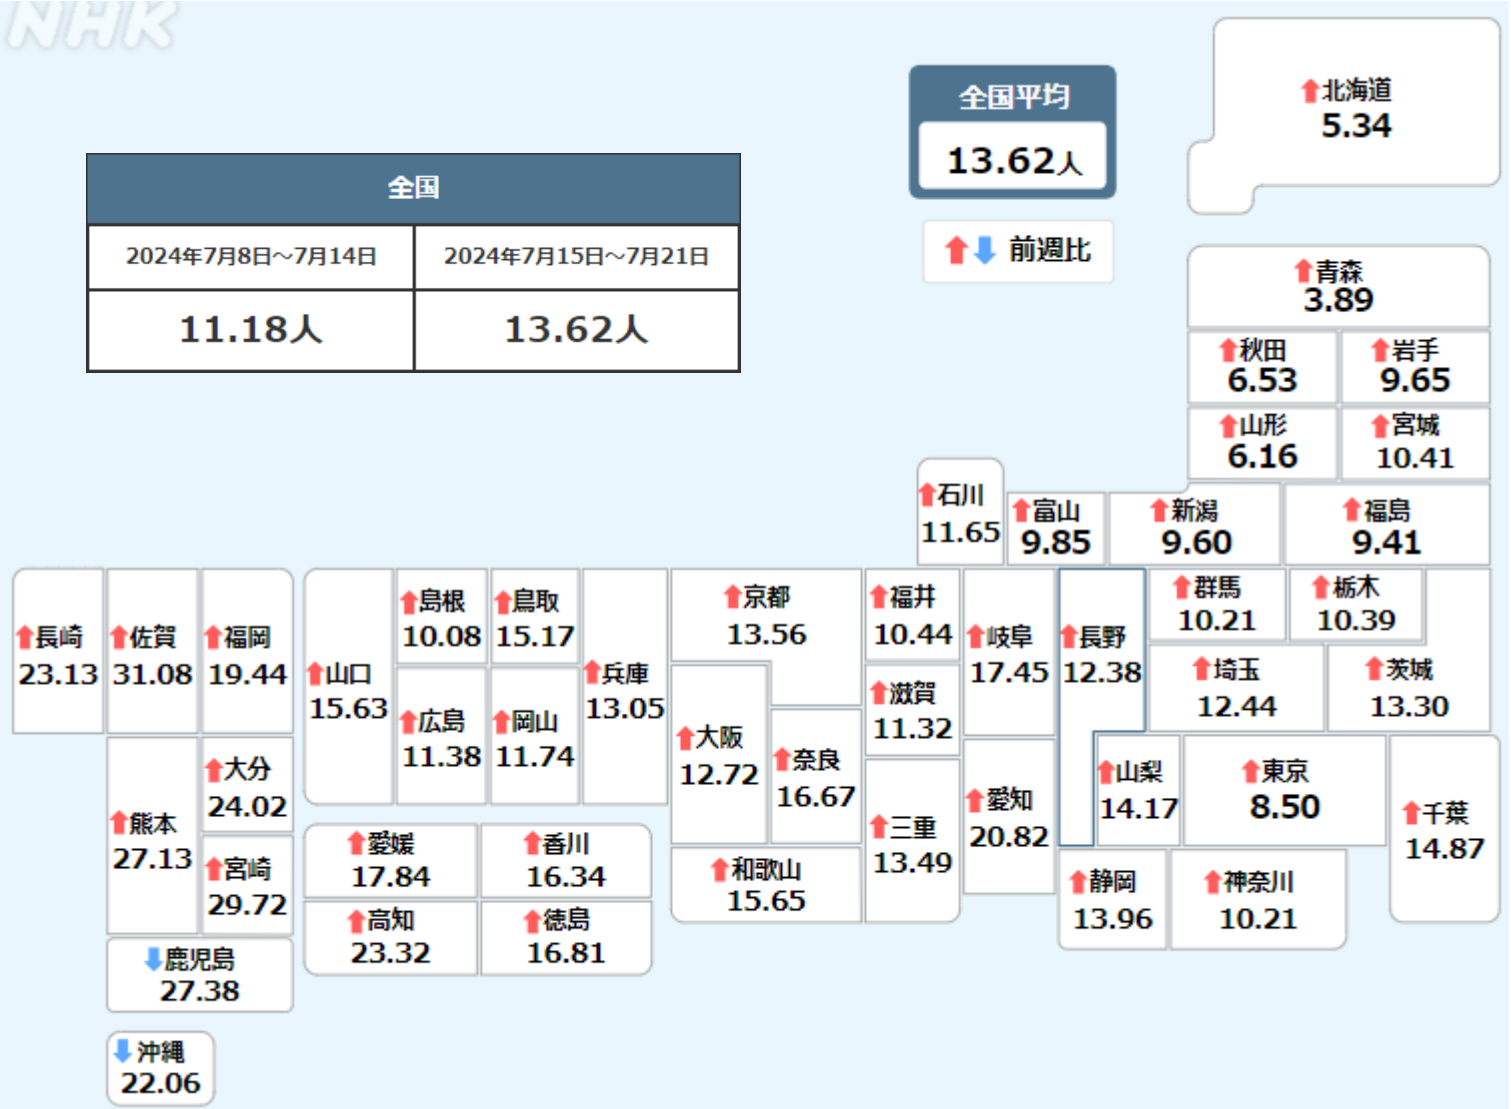 NHK
全国平均
13.62人
前週比
全国
2024年7月8日～7月14日 2024年7月15日～7月21日
11.18人 13.62人
北海道
5.34
青森
3.89
秋田
6.53
岩手
9.65
山形
6.16
宮城
10.41
石川
11.65
富山
9.85
新潟
9.60
福島
9.41
長崎
23.13
佐賀
31.08
福岡
19.44
山口
15.63
島根
10.08
鳥取
15.17
広島
11.38
岡山
11.74
兵庫
13.05
京都
13.56
大阪
12.72
奈良
16.67
和歌山
15.65
福井
10.44
滋賀
11.32
三重
13.49
岐阜
17.45
愛知
20.82
長野
12.38
群馬
10.21
栃木
10.39
埼玉
12.44
茨城
13.30
山梨
14.17
東京
8.50
千葉
14.87
静岡
13.96
神奈川
10.21
大分
24.02
熊本
27.13
宮崎
29.72
鹿児島
27.38
沖縄
22.06
愛媛
17.84
香川
16.34
高知
23.32
徳島
16.81